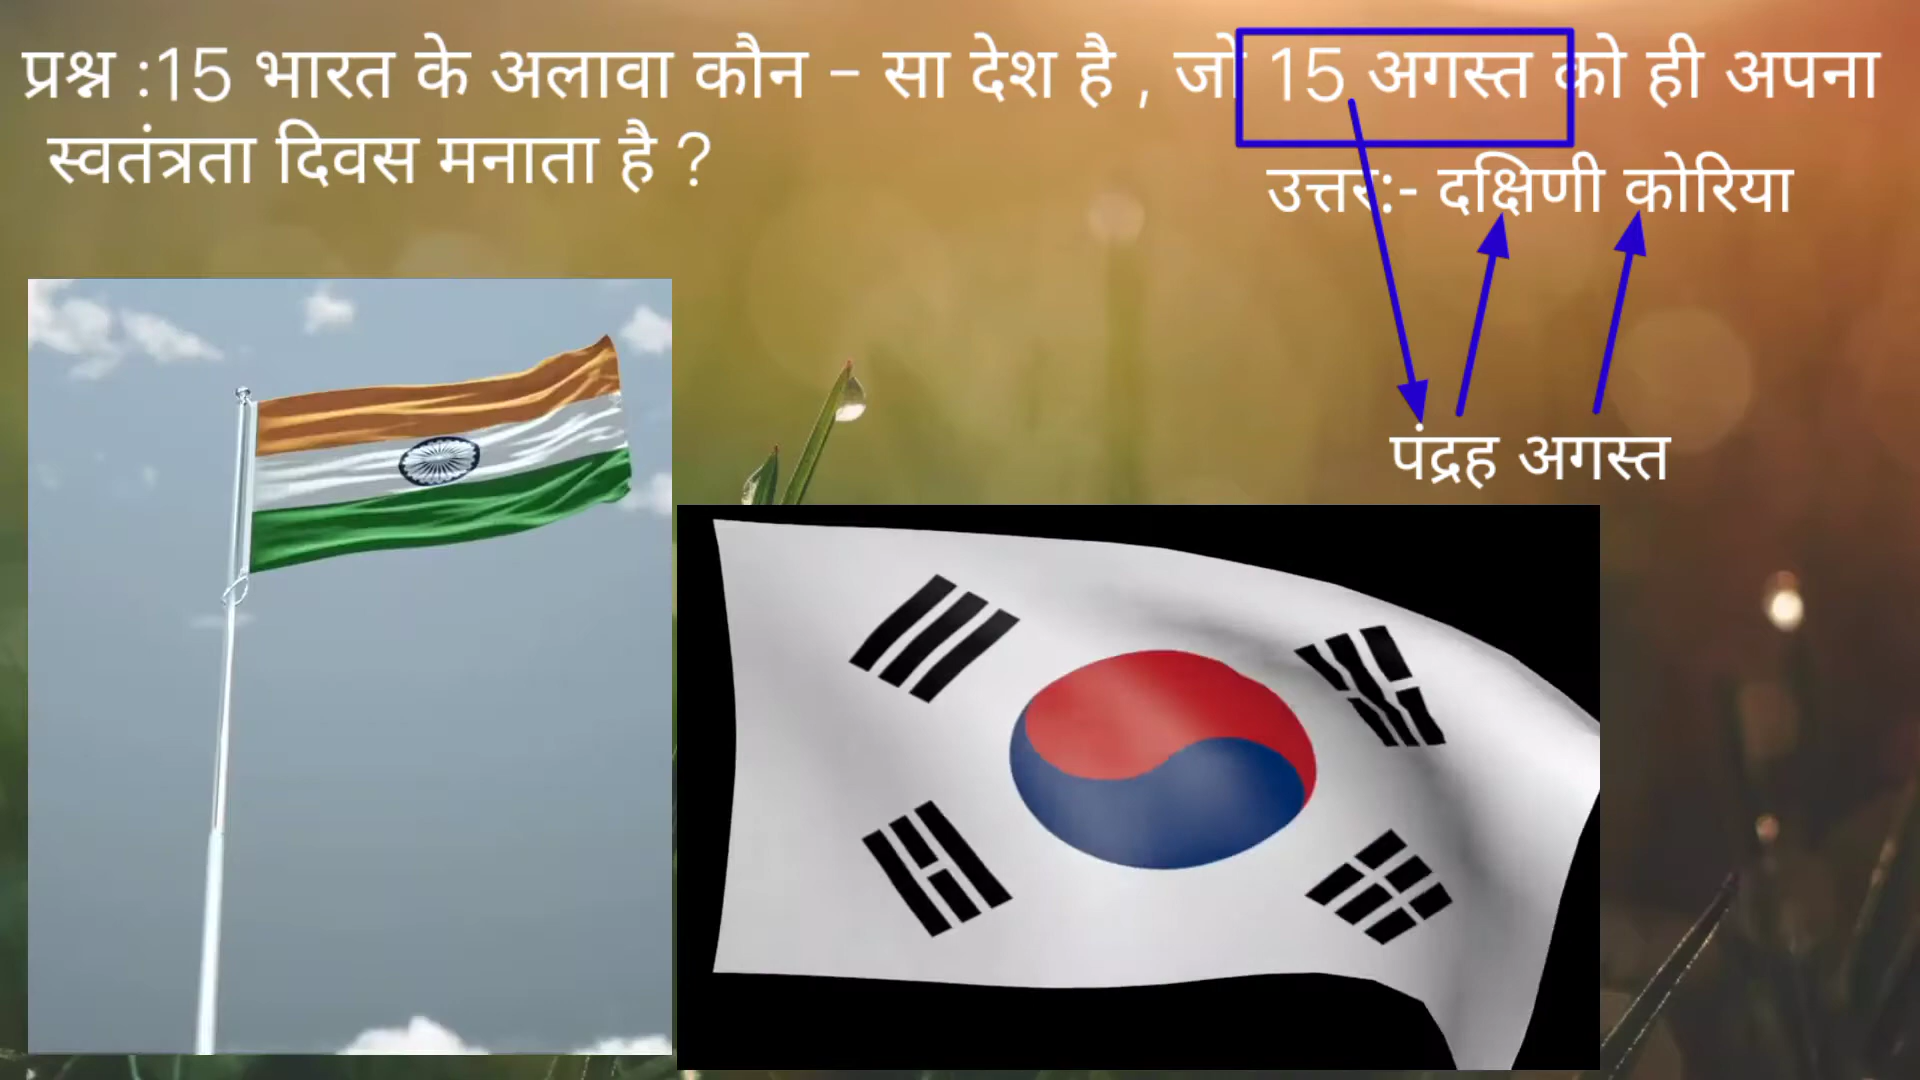 प्रश्न :15 भारत के अलावा कौन – सा देश है , जो 15 अगस्त को ही अपना
स्वतंत्रता दिवस मनाता है ?
उत्तर:- दक्षिणी कोरिया
पंद्रह अगस्त